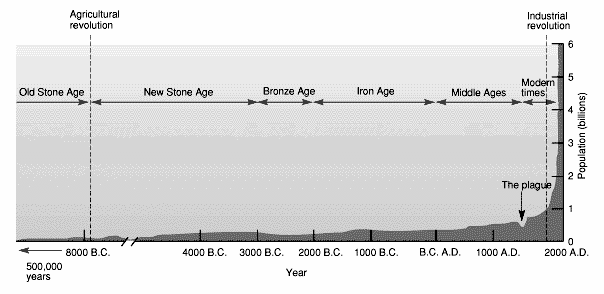 Agricultural
revolution
Industrial
revolution
6
Old Stone Age
New Stone Age
Bronze Age
Iron Age
Middle Ages
Modern
times
5
4
3
2
1
0
Population (billions)
The plague
8000 B.C.
4000 B.C.
3000 B.C.
2000 B.C.
1000 B.C.
B.C. A.D.
1000 A.D.
2000 A.D.
500,000
years
Year